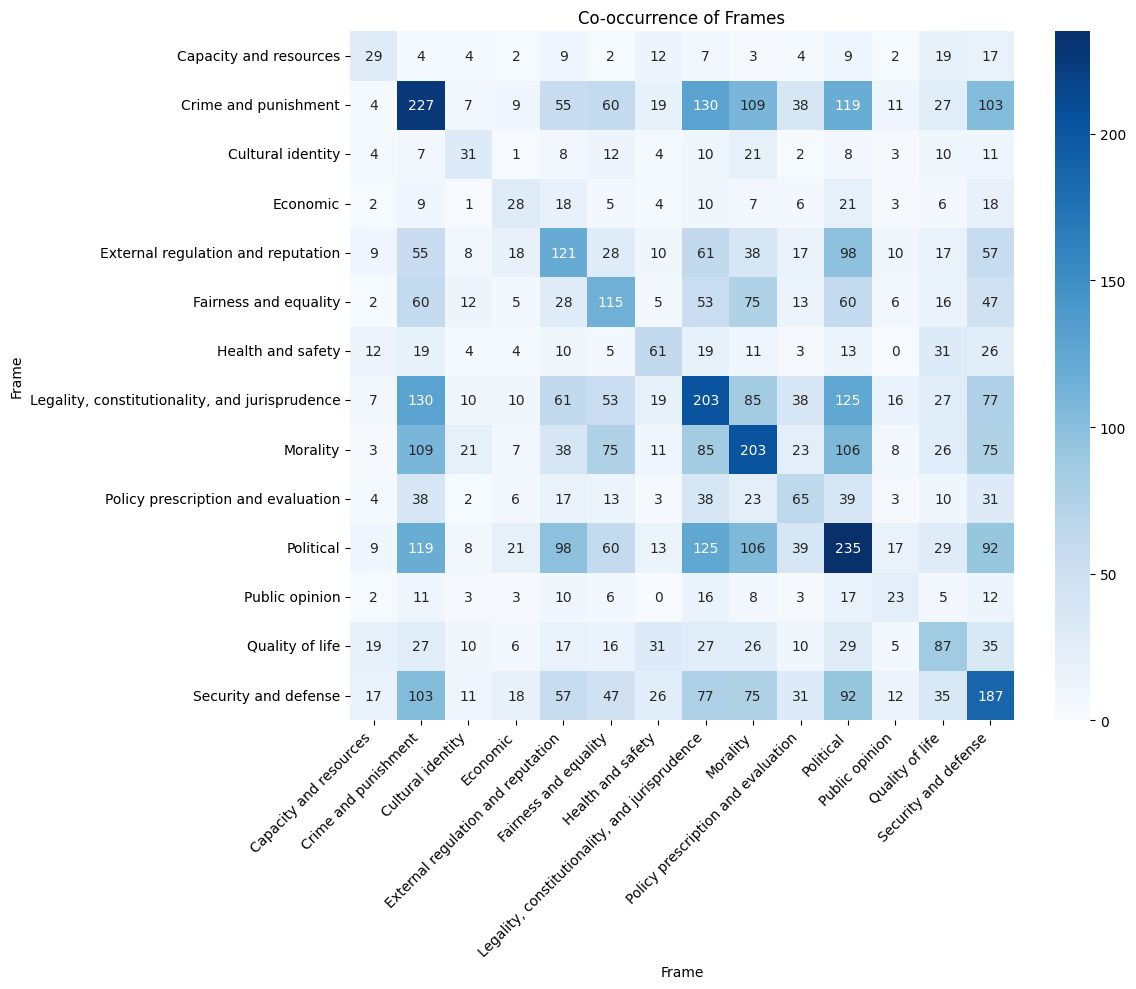 Co-occurrence of Frames
Capacity and resources 29 4 4 2 9 2 12 7 3 4 9 2 19 17
Crime and punishment 4 227 7 9 55 60 19 130 109 38 119 11 27 103
Cultural identity 4 7 31 1 8 12 4 10 21 2 8 3 10 11
Economic 2 9 1 28 18 5 4 10 7 6 21 3 6 18
External regulation and reputation 9 55 8 18 121 28 10 61 38 17 98 10 17 57
Fairness and equality 2 60 12 5 28 115 5 53 75 13 60 6 16 47
Health and safety 12 19 4 4 10 5 61 19 11 3 13 0 31 26
Legality, constitutionality, and jurisprudence 7 130 10 10 61 53 19 203 85 38 125 16 27 77
Morality 3 109 21 7 38 75 11 85 203 23 106 8 26 75
Policy prescription and evaluation 4 38 2 6 17 13 3 38 23 65 39 3 10 31
Political 9 119 8 21 98 60 13 125 106 39 235 17 29 92
Public opinion 2 11 3 3 10 6 0 16 8 3 17 23 5 12
Quality of life 19 27 10 6 17 16 31 27 26 10 29 5 87 35
Security and defense 17 103 11 18 57 47 26 77 75 31 92 12 35 187
Frame
Capacity and resources
Crime and punishment
Cultural identity
Economic
External regulation and reputation
Fairness and equality
Health and safety
Legality, constitutionality, and jurisprudence
Morality
Policy prescription and evaluation
Political
Public opinion
Quality of life
Security and defense
Frame
200
150
100
50
0